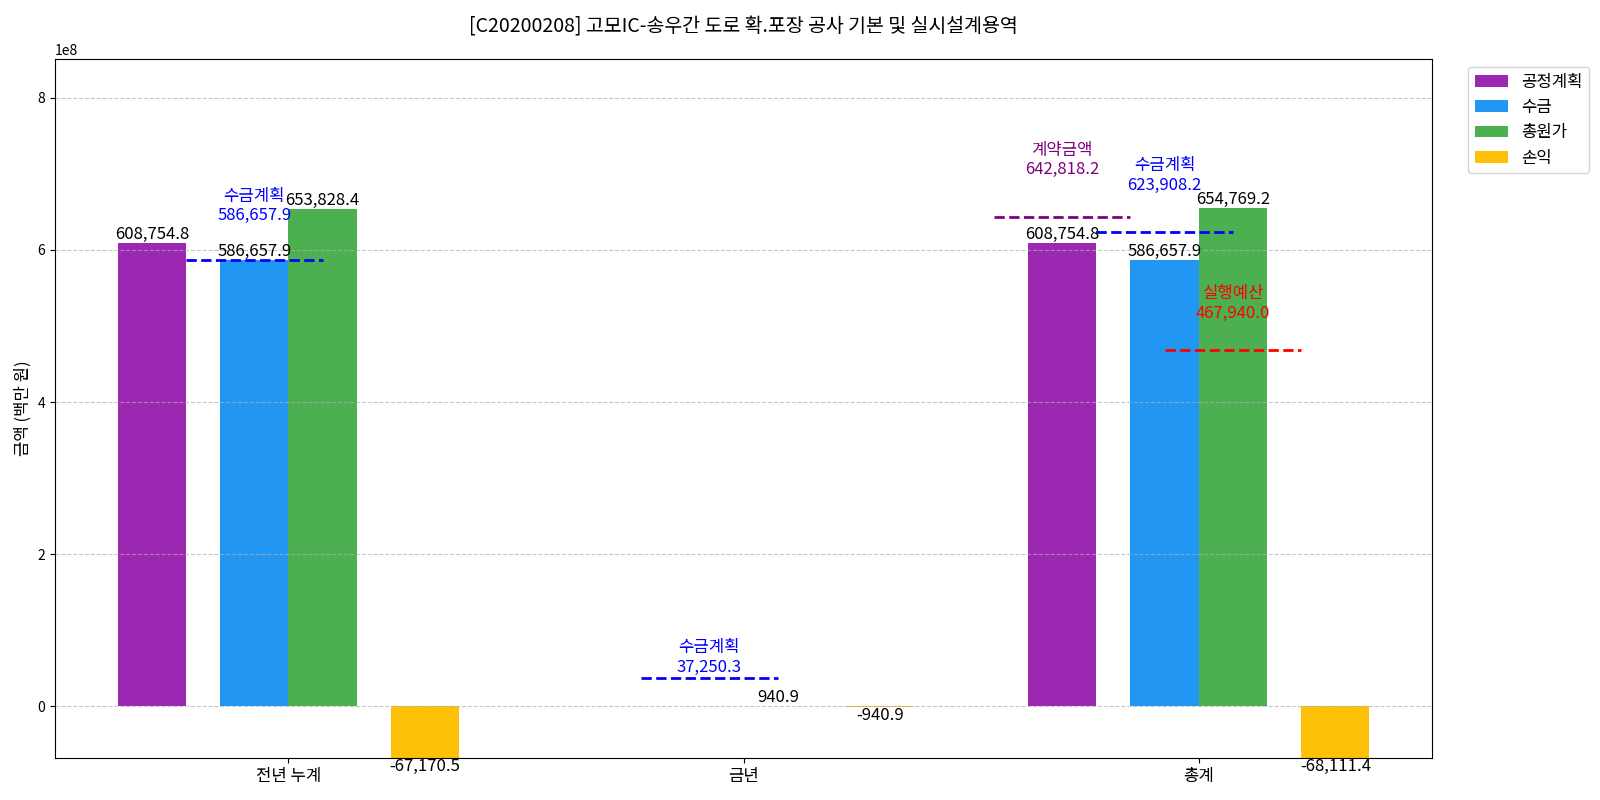 [C20200208] 고모IC-송우간 도로 확.포장 공사 기본 및 실시설계용역
1e8
8
6
4
2
0
금액 (백만 원)
수금계획
586,657.9
608,754.8
586,657.9
653,828.4
-67,170.5
수금계획
37,250.3
940.9
-940.9
계약금액
642,818.2
수금계획
623,908.2
608,754.8
586,657.9
654,769.2
실행예산
467,940.0
-68,111.4
전년 누계
금년
총계
공정계획
수금
총원가
손익